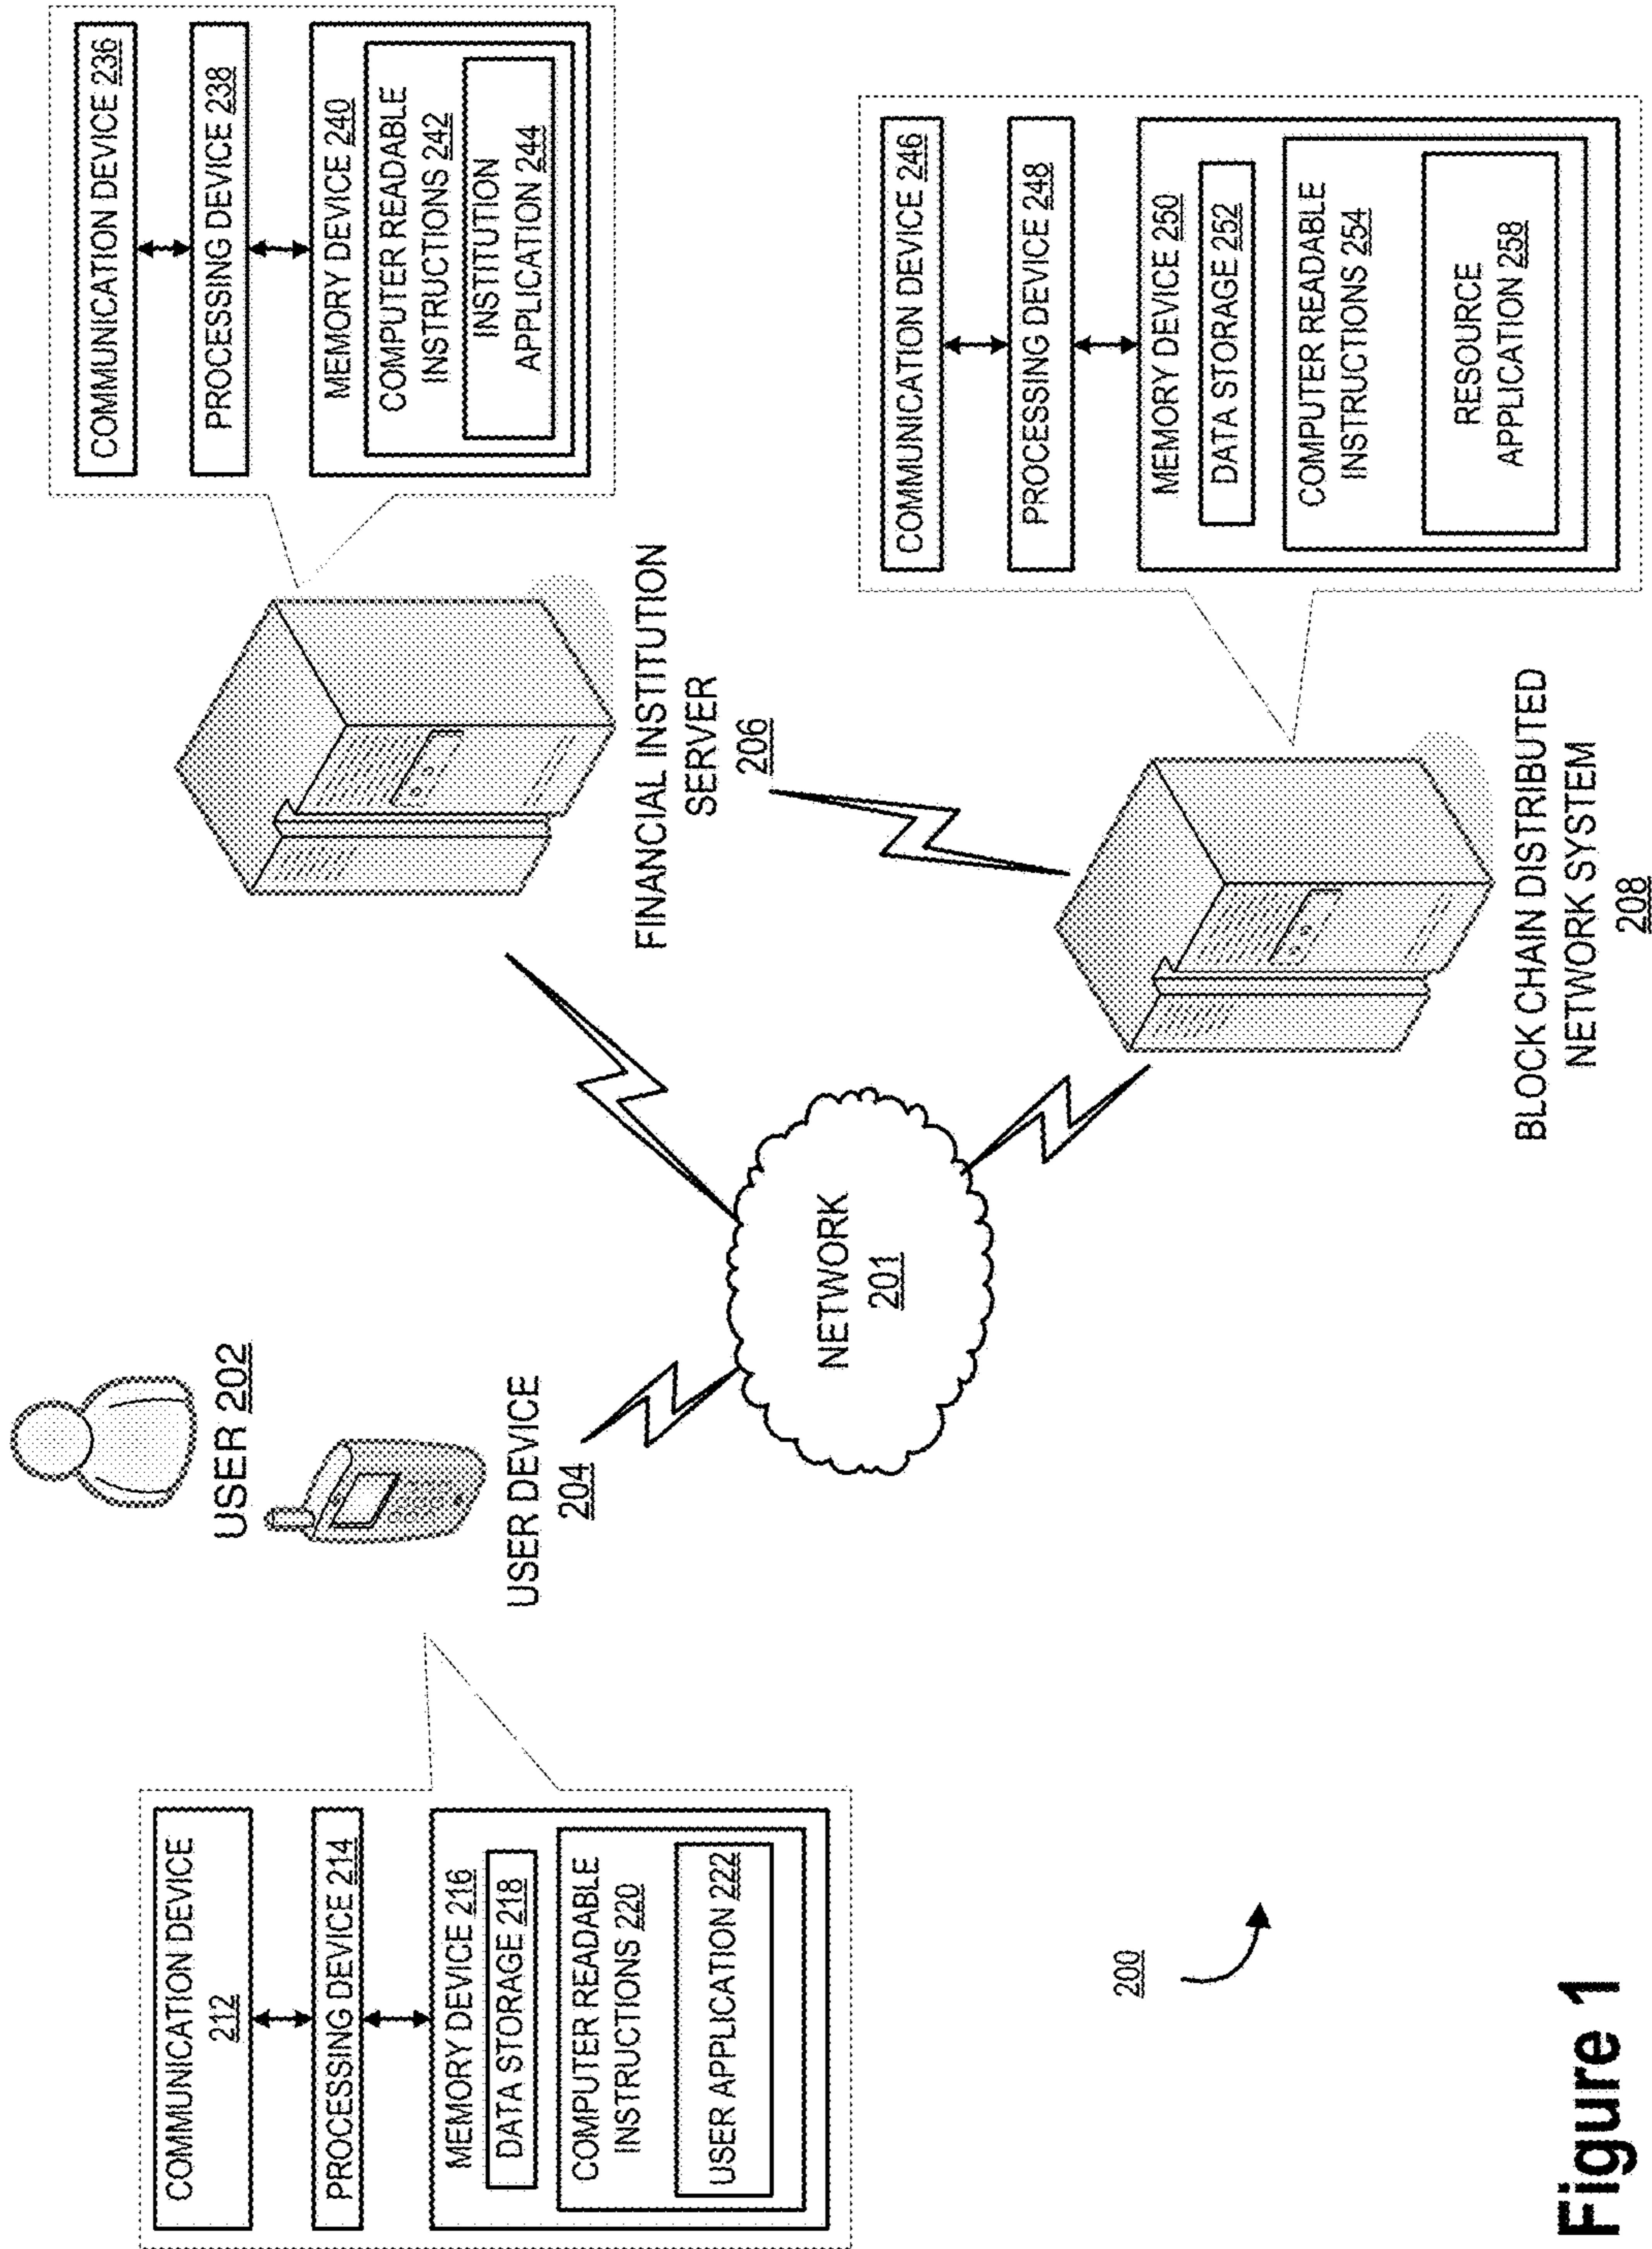 USER 202
USER DEVICE
204
COMMUNICATION DEVICE
212
PROCESSING DEVICE 214
MEMORY DEVICE 216
DATA STORAGE 218
COMPUTER READABLE
INSTRUCTIONS 220
USER APPLICATION 222
NETWORK
201
FINANCIAL INSTITUTION
SERVER
206
COMMUNICATION DEVICE 236
PROCESSING DEVICE 238
MEMORY DEVICE 240
COMPUTER READABLE
INSTRUCTIONS 242
INSTITUTION
APPLICATION 244
BLOCK CHAIN DISTRIBUTED
NETWORK SYSTEM
208
COMMUNICATION DEVICE 246
PROCESSING DEVICE 248
MEMORY DEVICE 250
DATA STORAGE 252
COMPUTER READABLE
INSTRUCTIONS 254
RESOURCE
APPLICATION 258
200
Figure 1